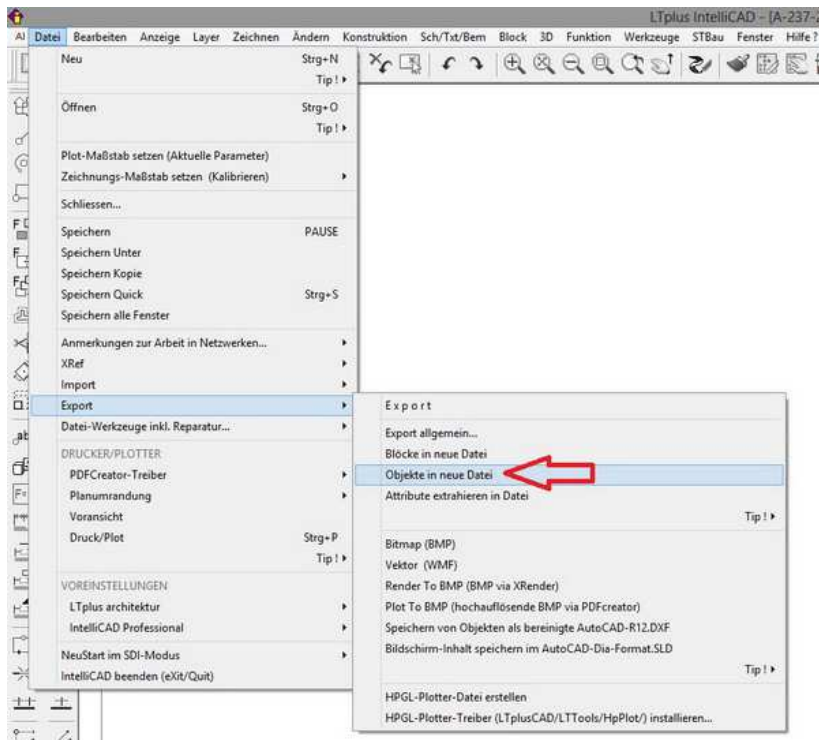 LTplus IntelliCAD - [A-237-2
Datei Bearbeiten Anzeige Layer Zeichnen Ändern Konstruktion Sch/Txt/Bem Block 3D Funktion Werkzeuge STBau Fenster Hilfe ?
Neu Strg+N
Tip !
Öffnen Strg+O
Tip !
Plot-Maßstab setzen (Aktuelle Parameter)
Zeichnungs-Maßstab setzen (Kalibrieren)
Schliessen...
Speichern PAUSE
Speichern Unter
Speichern Kopie
Speichern Quick Strg+S
Speichern alle Fenster
Anmerkungen zur Arbeit in Netzwerken...
XRef
Import
Export
Datei-Werkzeuge inkl. Reparatur...
DRUCKER/PLOTTER
PDFCreator-Treiber
Planumrandung
Voransicht
Druck/Plot Strg+P
Tip !
VOREINSTELLUNGEN
LTplus architektur
IntelliCAD Professional
NeuStart im SDI-Modus
IntelliCAD beenden (eXit/Quit)
E x p o r t
Export allgemein...
Blöcke in neue Datei
Objekte in neue Datei
Attribute extrahieren in Datei
Tip !
Bitmap (BMP)
Vektor (WMF)
Render To BMP (BMP via XRender)
Plot To BMP (hochauflösende BMP via PDFcreator)
Speichern von Objekten als bereinigte AutoCAD-R12.DXF
Bildschirm-Inhalt speichern im AutoCAD-Dia-Format.SLD
Tip !
HPGL-Plotter-Datei erstellen
HPGL-Plotter-Treiber (LTplusCAD/LTTools/HpPlot/) installieren...